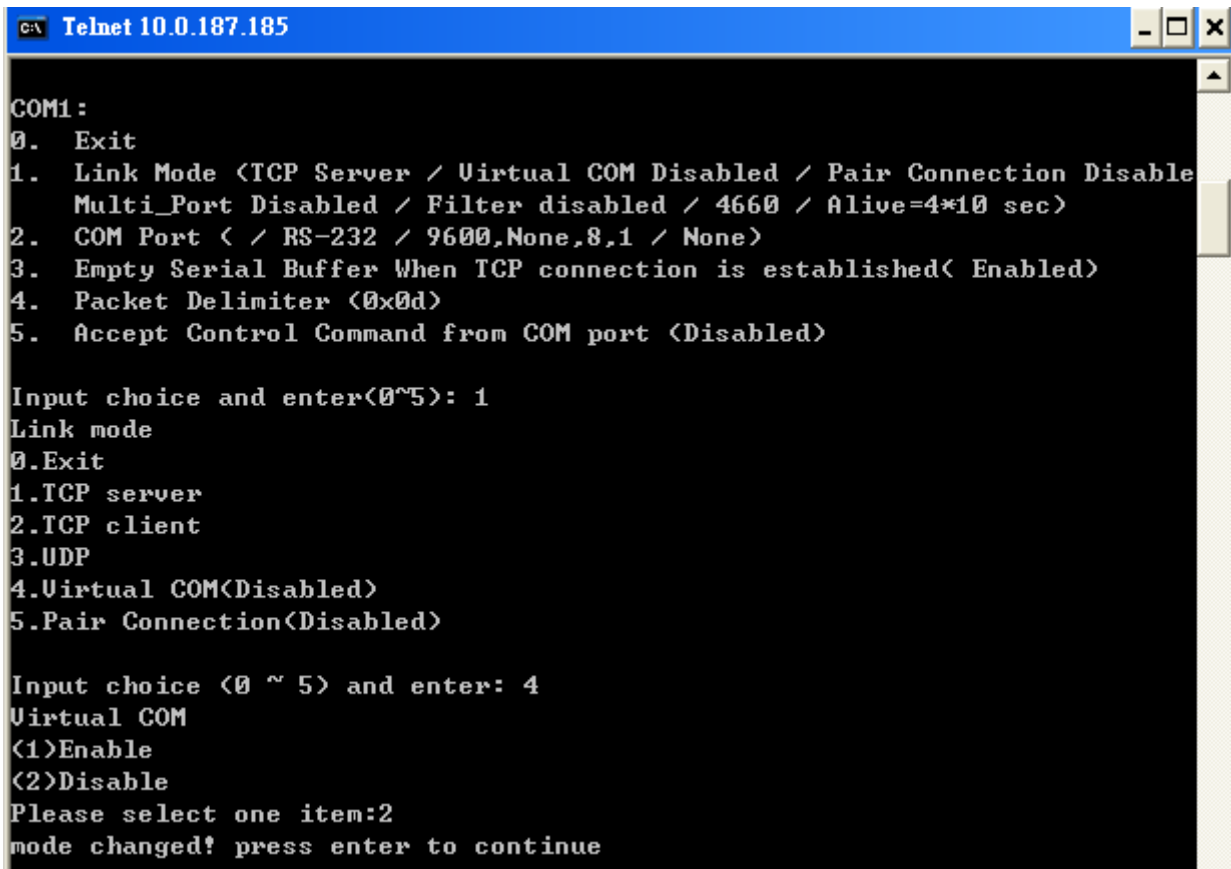 Telnet 10.0.187.185
COM1:
0.  Exit
1.  Link Mode (TCP Server / Virtual COM Disabled / Pair Connection Disable
    Multi_Port Disabled / Filter disabled / 4660 / Alive=4*10 sec)
2.  COM Port ( / RS-232 / 9600,None,8,1 / None)
3.  Empty Serial Buffer When TCP connection is established( Enabled)
4.  Packet Delimiter (0x0d)
5.  Accept Control Command from COM port (Disabled)
Input choice and enter(0~5): 1
Link mode
0.Exit
1.TCP server
2.TCP client
3.UDP
4.Virtual COM(Disabled)
5.Pair Connection(Disabled)
Input choice (0 ~ 5) and enter: 4
Virtual COM
(1)Enable
(2)Disable
Please select one item:2
mode changed! press enter to continue